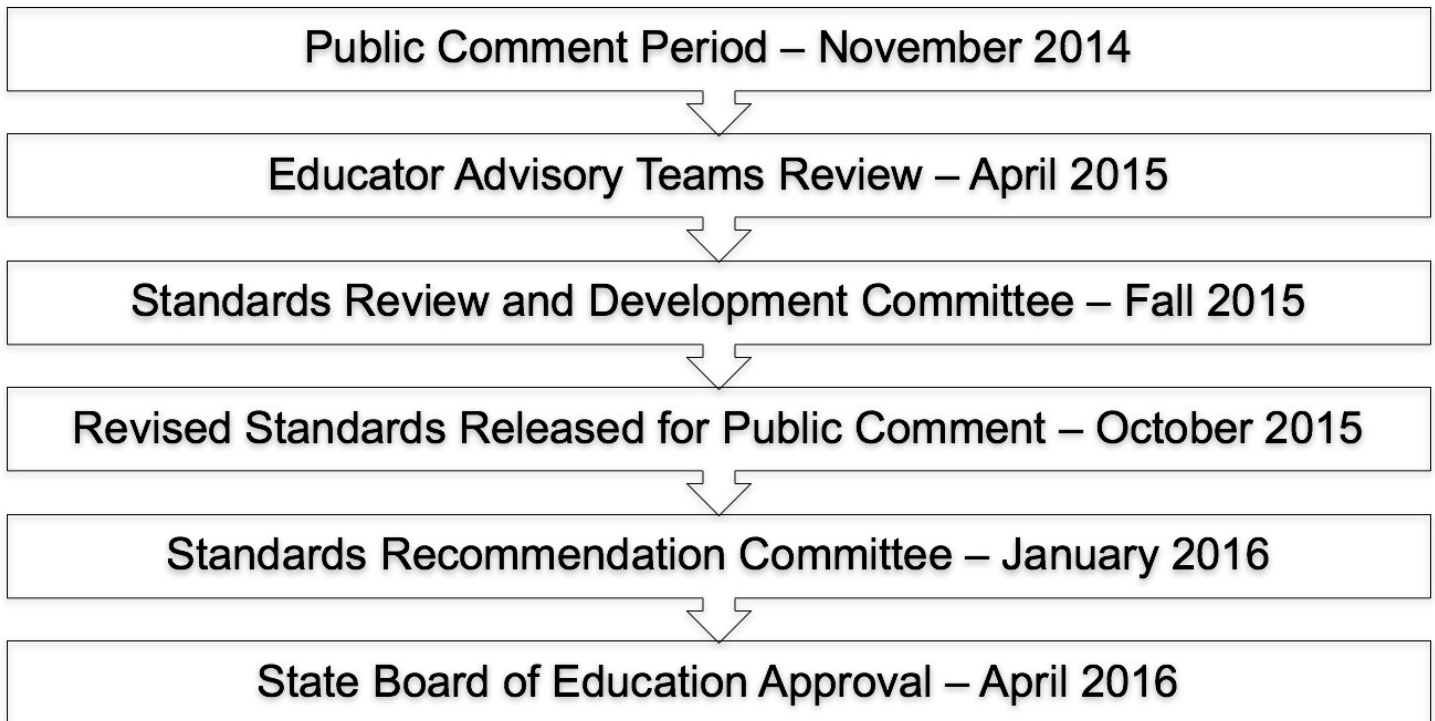 Public Comment Period – November 2014
Educator Advisory Teams Review – April 2015
Standards Review and Development Committee – Fall 2015
Revised Standards Released for Public Comment – October 2015
Standards Recommendation Committee – January 2016
State Board of Education Approval – April 2016